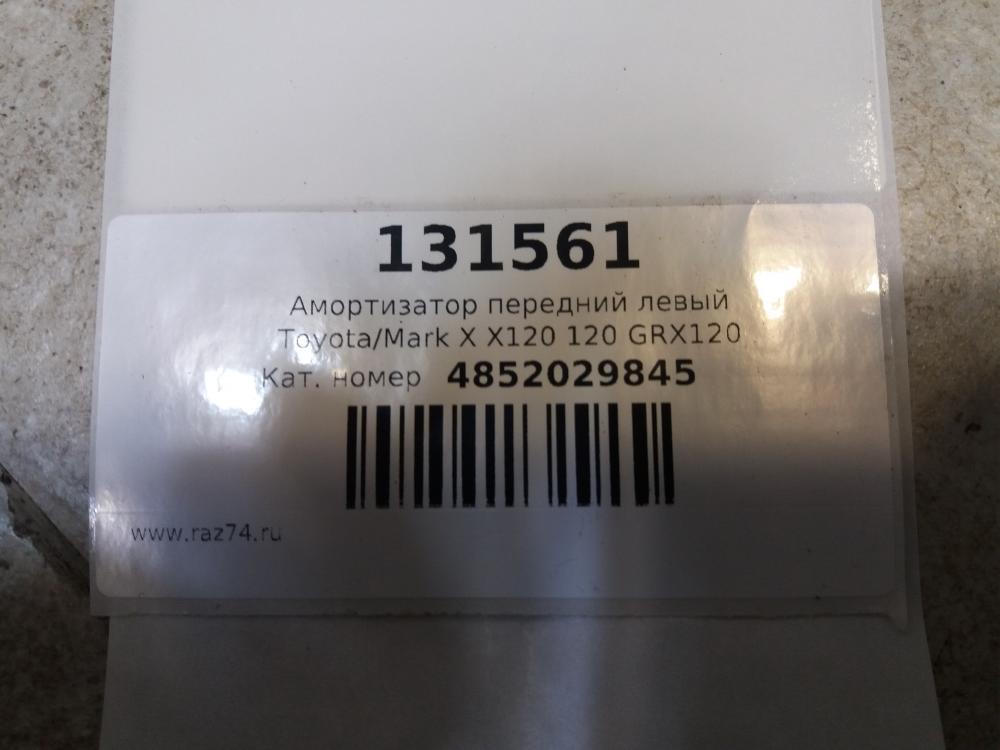 131561
Амортизатор передний левый
Toyota/Mark X X120 120 GRX120
Кат. номер 4852029845
www.raz74.ru